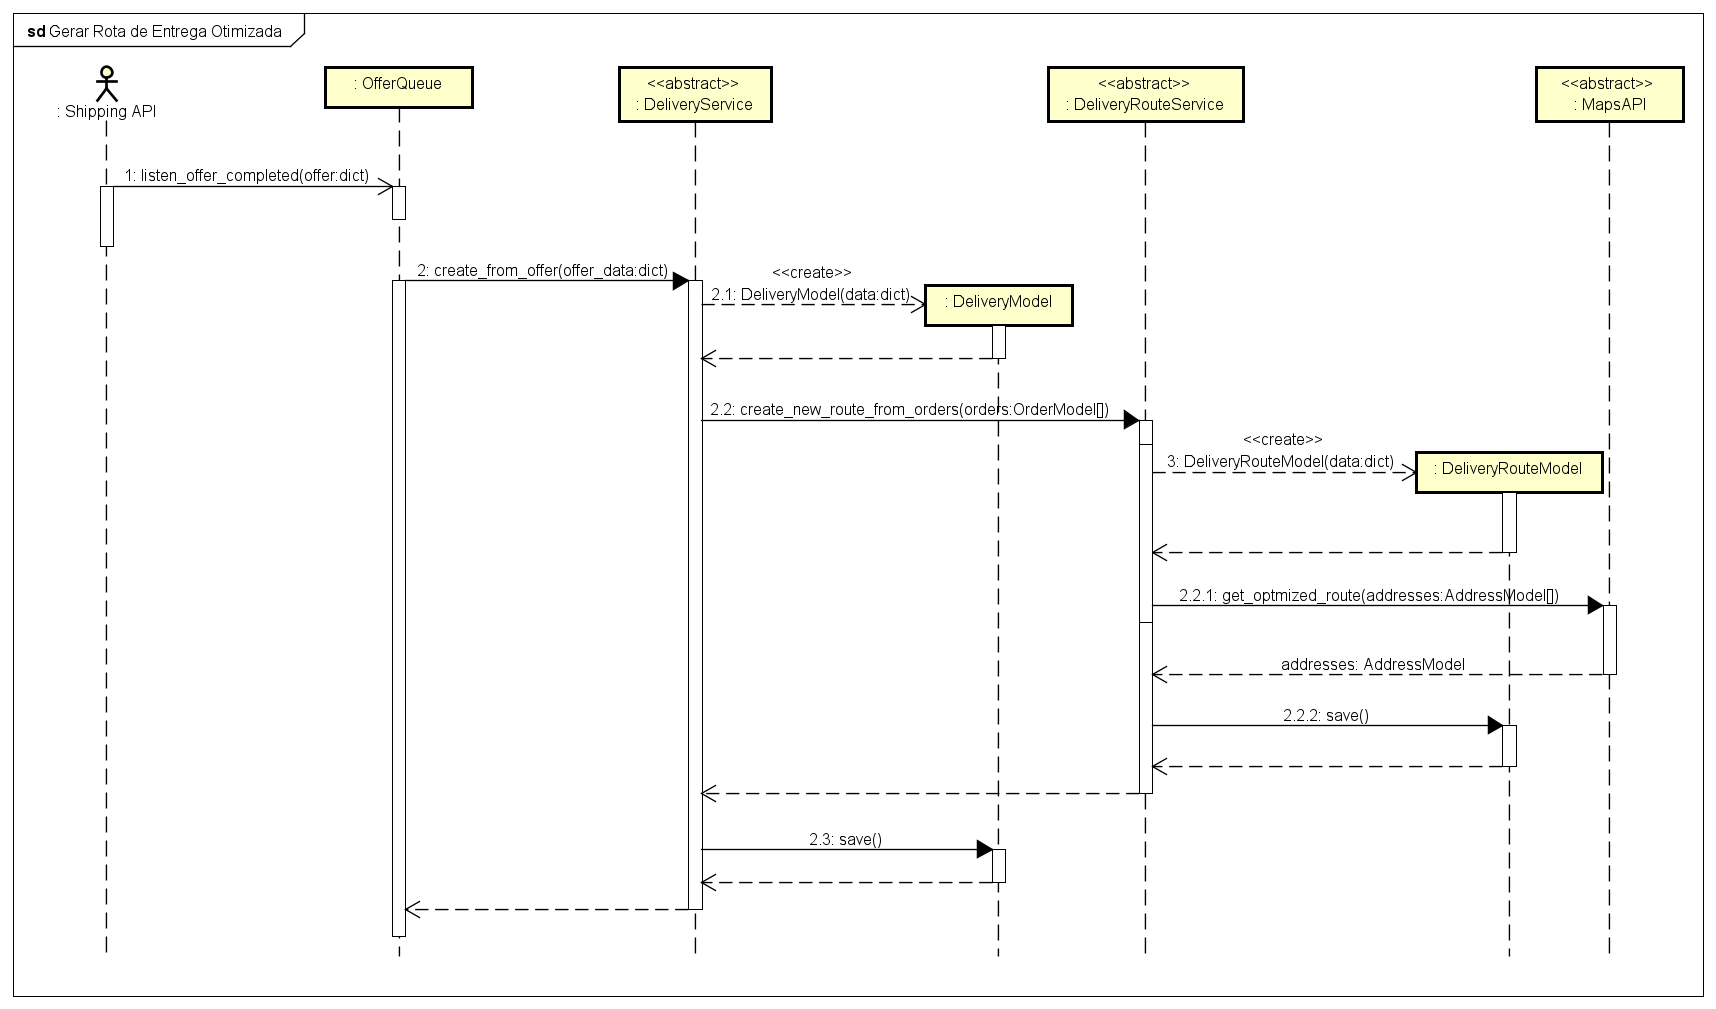 sd Gerar Rota de Entrega Otimizada
: Shipping API
: OfferQueue
<<abstract>>
: DeliveryService
<<abstract>>
: DeliveryRouteService
<<abstract>>
: MapsAPI
1: listen_offer_completed(offer:dict)
2: create_from_offer(offer_data:dict)
<<create>>
2.1: DeliveryModel(data:dict)
: DeliveryModel
2.2: create_new_route_from_orders(orders:OrderModel[])
<<create>>
3: DeliveryRouteModel(data:dict)
: DeliveryRouteModel
2.2.1: get_optmized_route(addresses:AddressModel[])
addresses: AddressModel
2.2.2: save()
2.3: save()